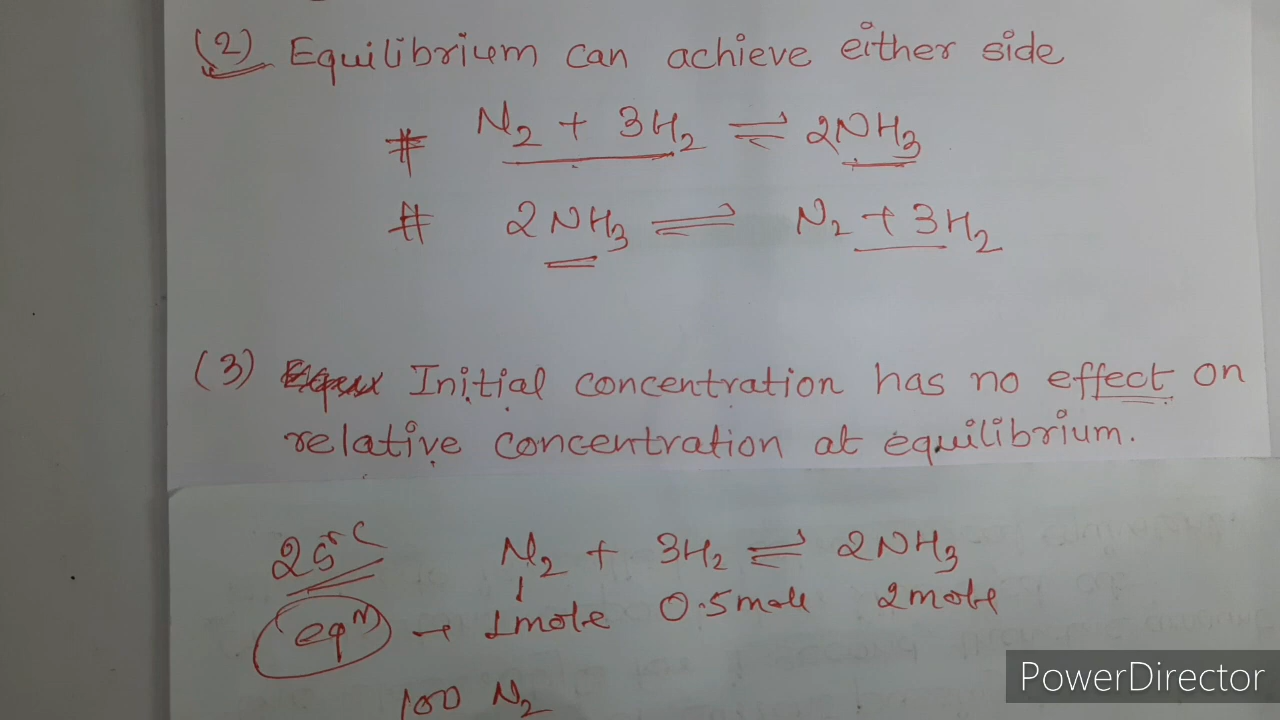 (2) Equilibrium can achieve either side
# N₂ + 3H₂ ⇌ 2NH₃
# 2NH₃ ⇌ N₂ + 3H₂
(3) Initial concentration has no effect on
relative concentration at equilibrium.
25°C N₂ + 3H₂ ⇌ 2NH₃
eqⁿ → 1mole 0.5mole 2mole
100 N₂
PowerDirector